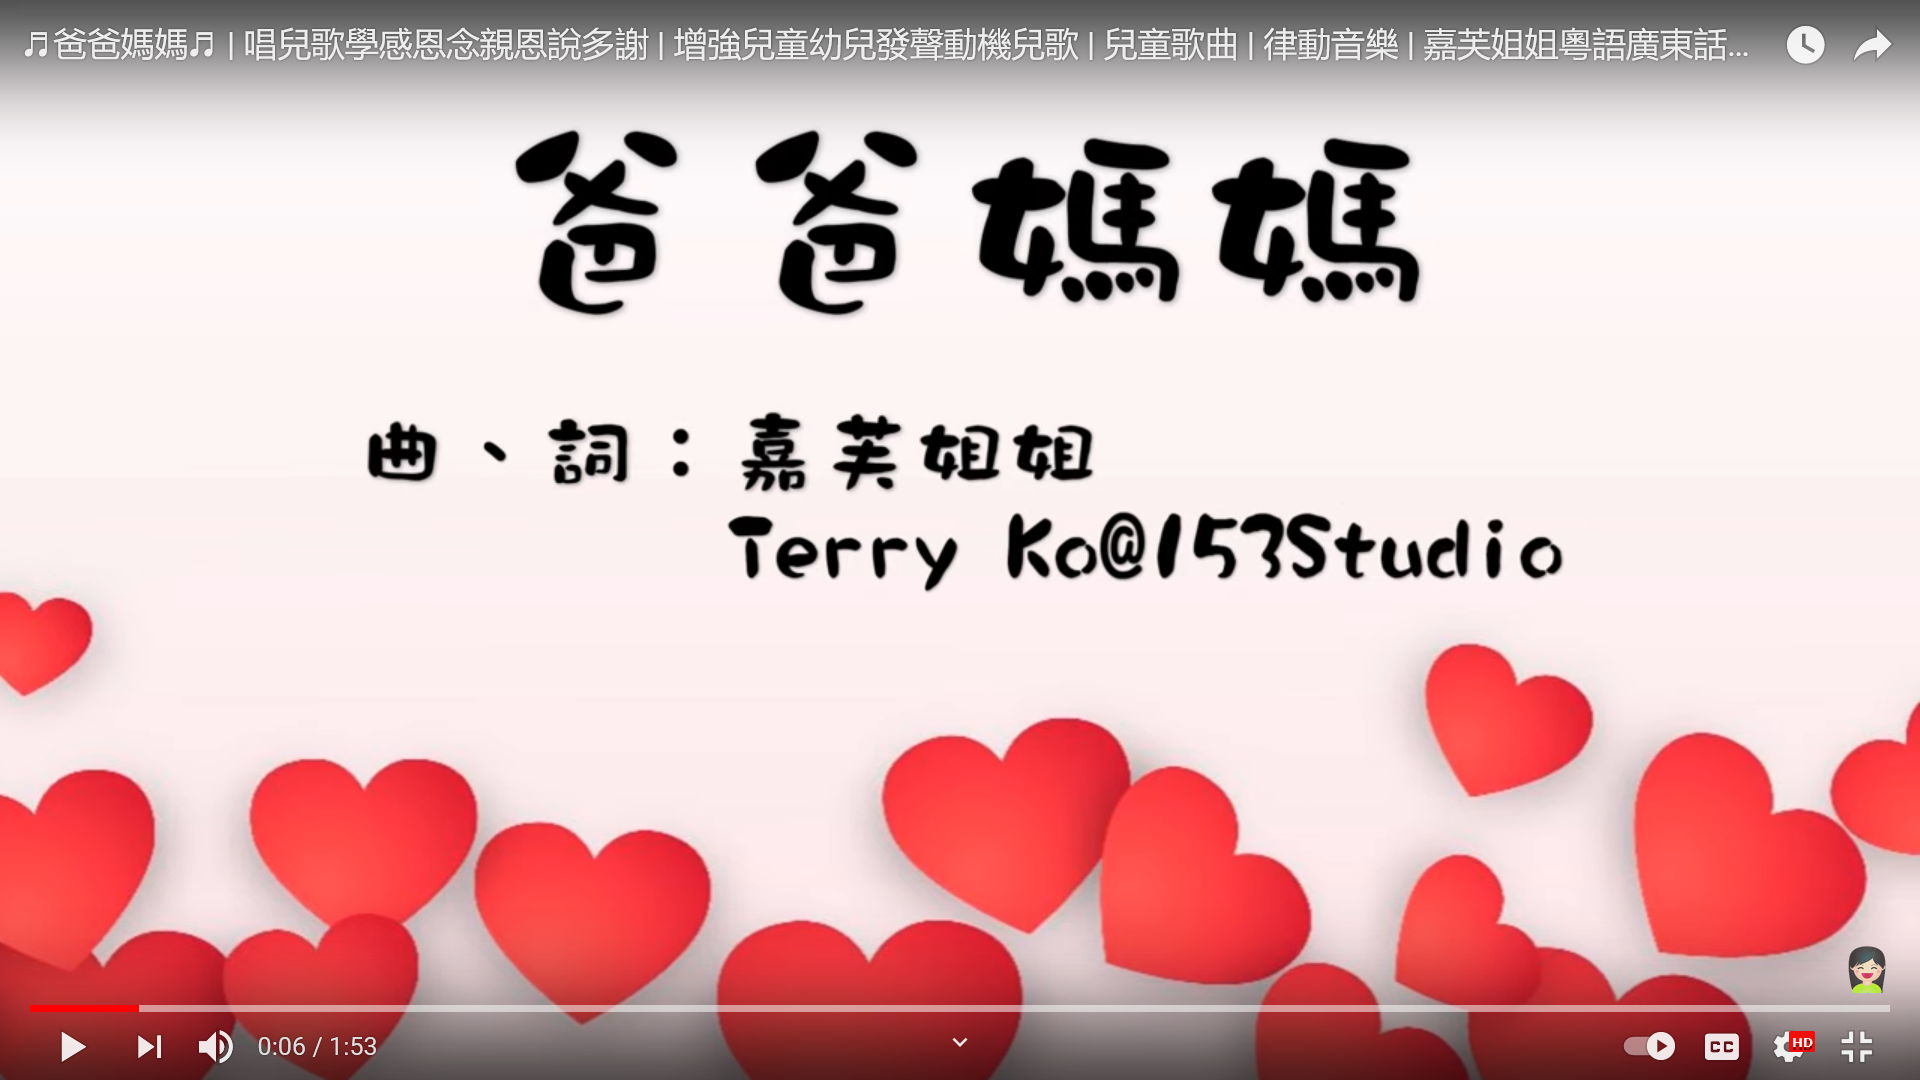 ♫爸爸媽媽♫ | 唱兒歌學感恩念親恩說多謝 | 增強兒童幼兒發聲動機兒歌 | 兒童歌曲 | 律動音樂 | 嘉芙姐姐粵語廣東話...
爸爸媽媽
曲、詞：嘉芙姐姐
Terry Ko@153Studio
0:06 / 1:53
CC
HD